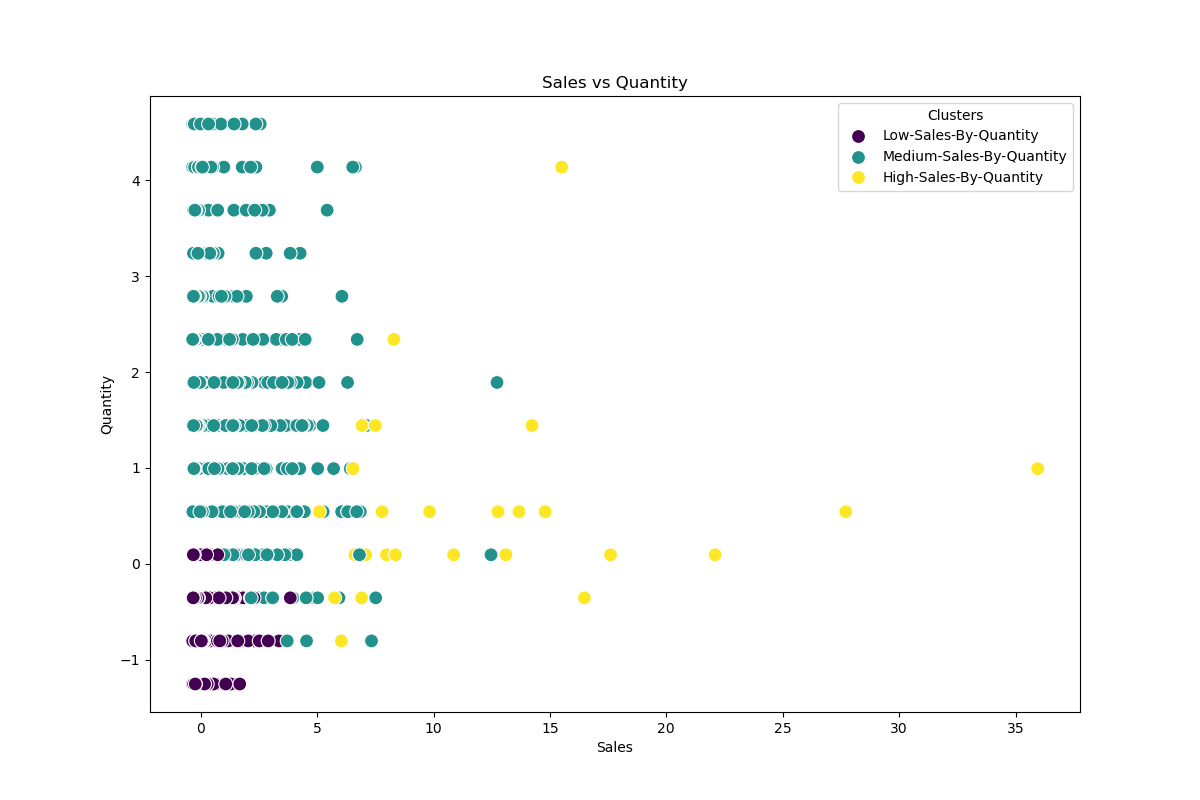 Sales vs Quantity
Clusters
Low-Sales-By-Quantity
Medium-Sales-By-Quantity
High-Sales-By-Quantity
Quantity
4
3
2
1
0
−1
0 5 10 15 20 25 30 35
Sales